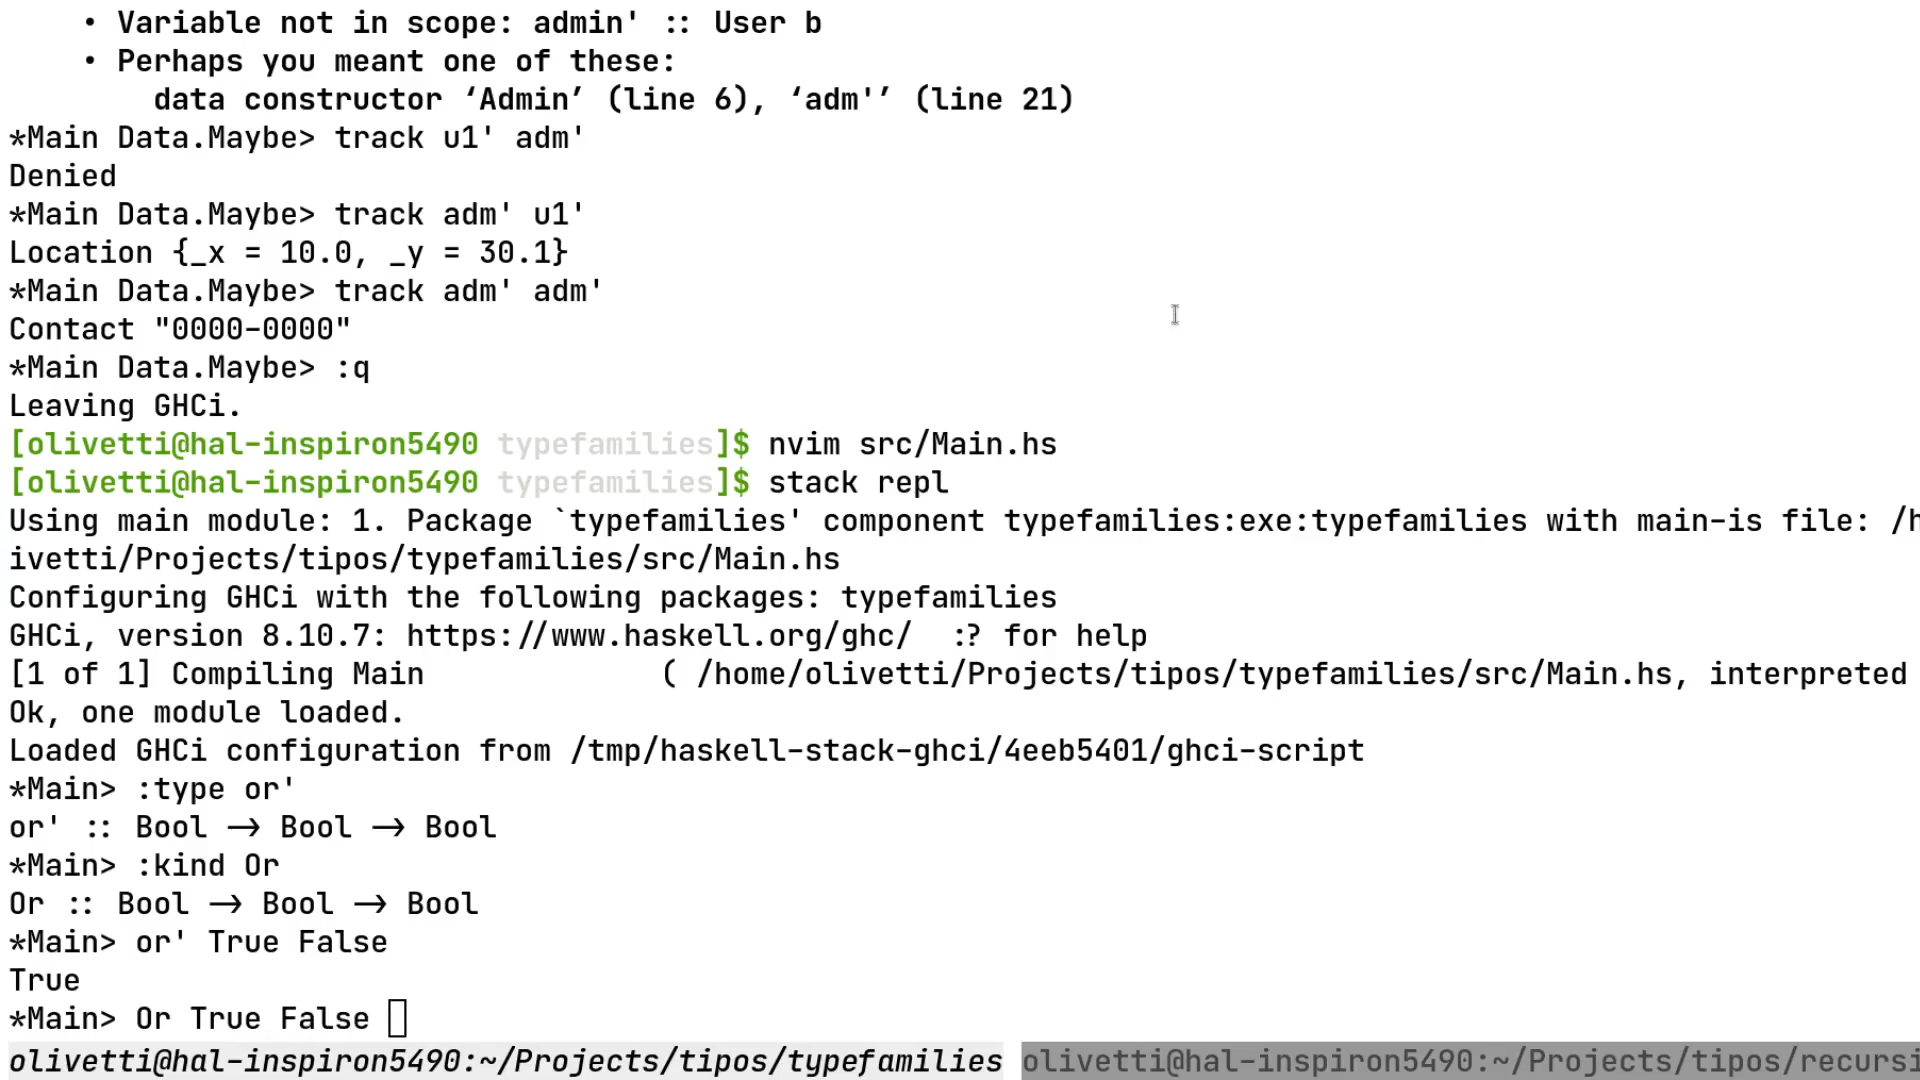 • Variable not in scope: admin' :: User b
• Perhaps you meant one of these:
data constructor ‘Admin’ (line 6), ‘adm'’ (line 21)
*Main Data.Maybe> track u1' adm'
Denied
*Main Data.Maybe> track adm' u1'
Location {_x = 10.0, _y = 30.1}
*Main Data.Maybe> track adm' adm'
Contact "0000-0000"
*Main Data.Maybe> :q
Leaving GHCi.
[olivetti@hal-inspiron5490 typefamilies]$ nvim src/Main.hs
[olivetti@hal-inspiron5490 typefamilies]$ stack repl
Using main module: 1. Package `typefamilies' component typefamilies:exe:typefamilies with main-is file: /h
ivetti/Projects/tipos/typefamilies/src/Main.hs
Configuring GHCi with the following packages: typefamilies
GHCi, version 8.10.7: https://www.haskell.org/ghc/  :? for help
[1 of 1] Compiling Main             ( /home/olivetti/Projects/tipos/typefamilies/src/Main.hs, interpreted
Ok, one module loaded.
Loaded GHCi configuration from /tmp/haskell-stack-ghci/4eeb5401/ghci-script
*Main> :type or'
or' :: Bool -> Bool -> Bool
*Main> :kind Or
Or :: Bool -> Bool -> Bool
*Main> or' True False
True
*Main> Or True False
olivetti@hal-inspiron5490:~/Projects/tipos/typefamilies olivetti@hal-inspiron5490:~/Projects/tipos/recursi